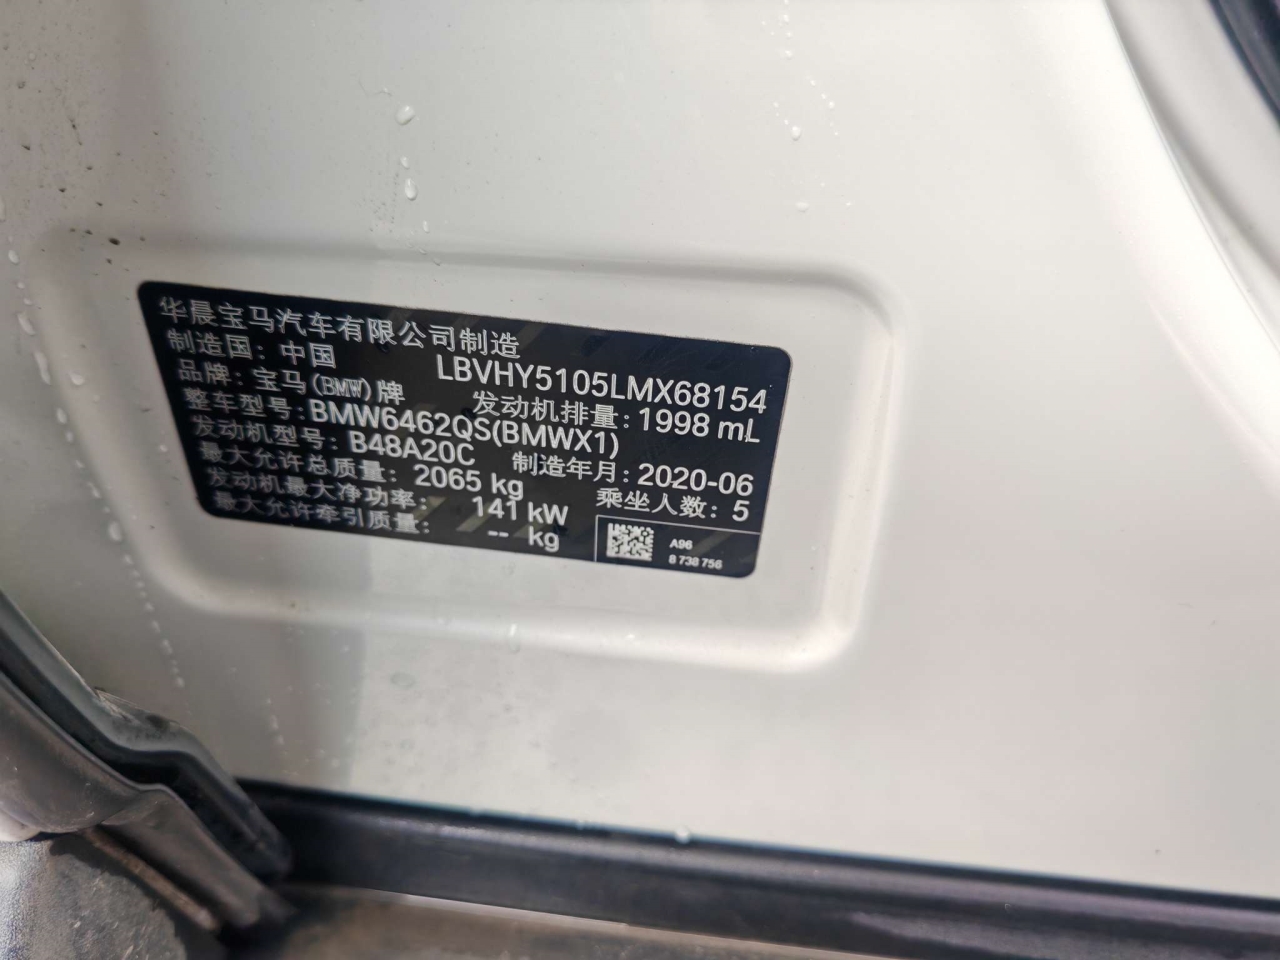 华晨宝马汽车有限公司制造
制造国：中国 LBVHY5105LMX68154
品牌：宝马(BMW)牌 发动机排量：1998 mL
整车型号：BMW6462QS(BMWX1)
发动机型号：B48A20C 制造年月：2020-06
最大允许总质量：2065 kg 乘坐人数：5
发动机最大净功率：141 kW
最大允许牵引质量：-- kg
A96
8 738 756